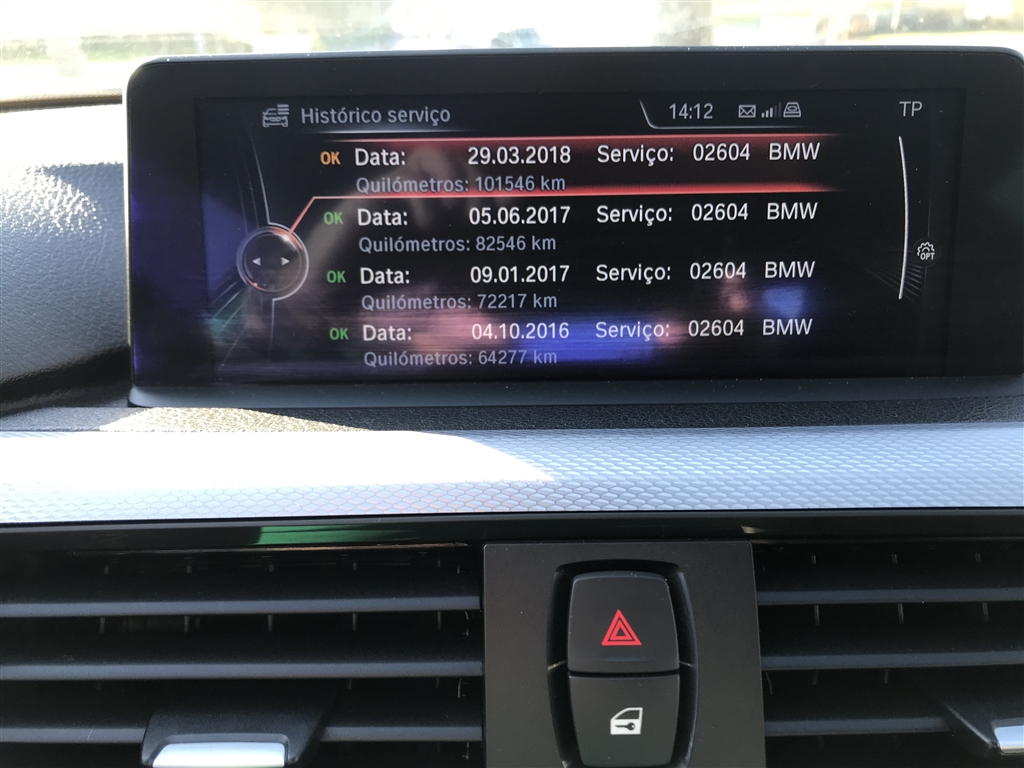 Histórico serviço 14:12 TP
OK Data: 29.03.2018 Serviço: 02604 BMW
Quilómetros: 101546 km
OK Data: 05.06.2017 Serviço: 02604 BMW
Quilómetros: 82546 km
OK Data: 09.01.2017 Serviço: 02604 BMW
Quilómetros: 72217 km
OPT
OK Data: 04.10.2016 Serviço: 02604 BMW
Quilómetros: 64277 km